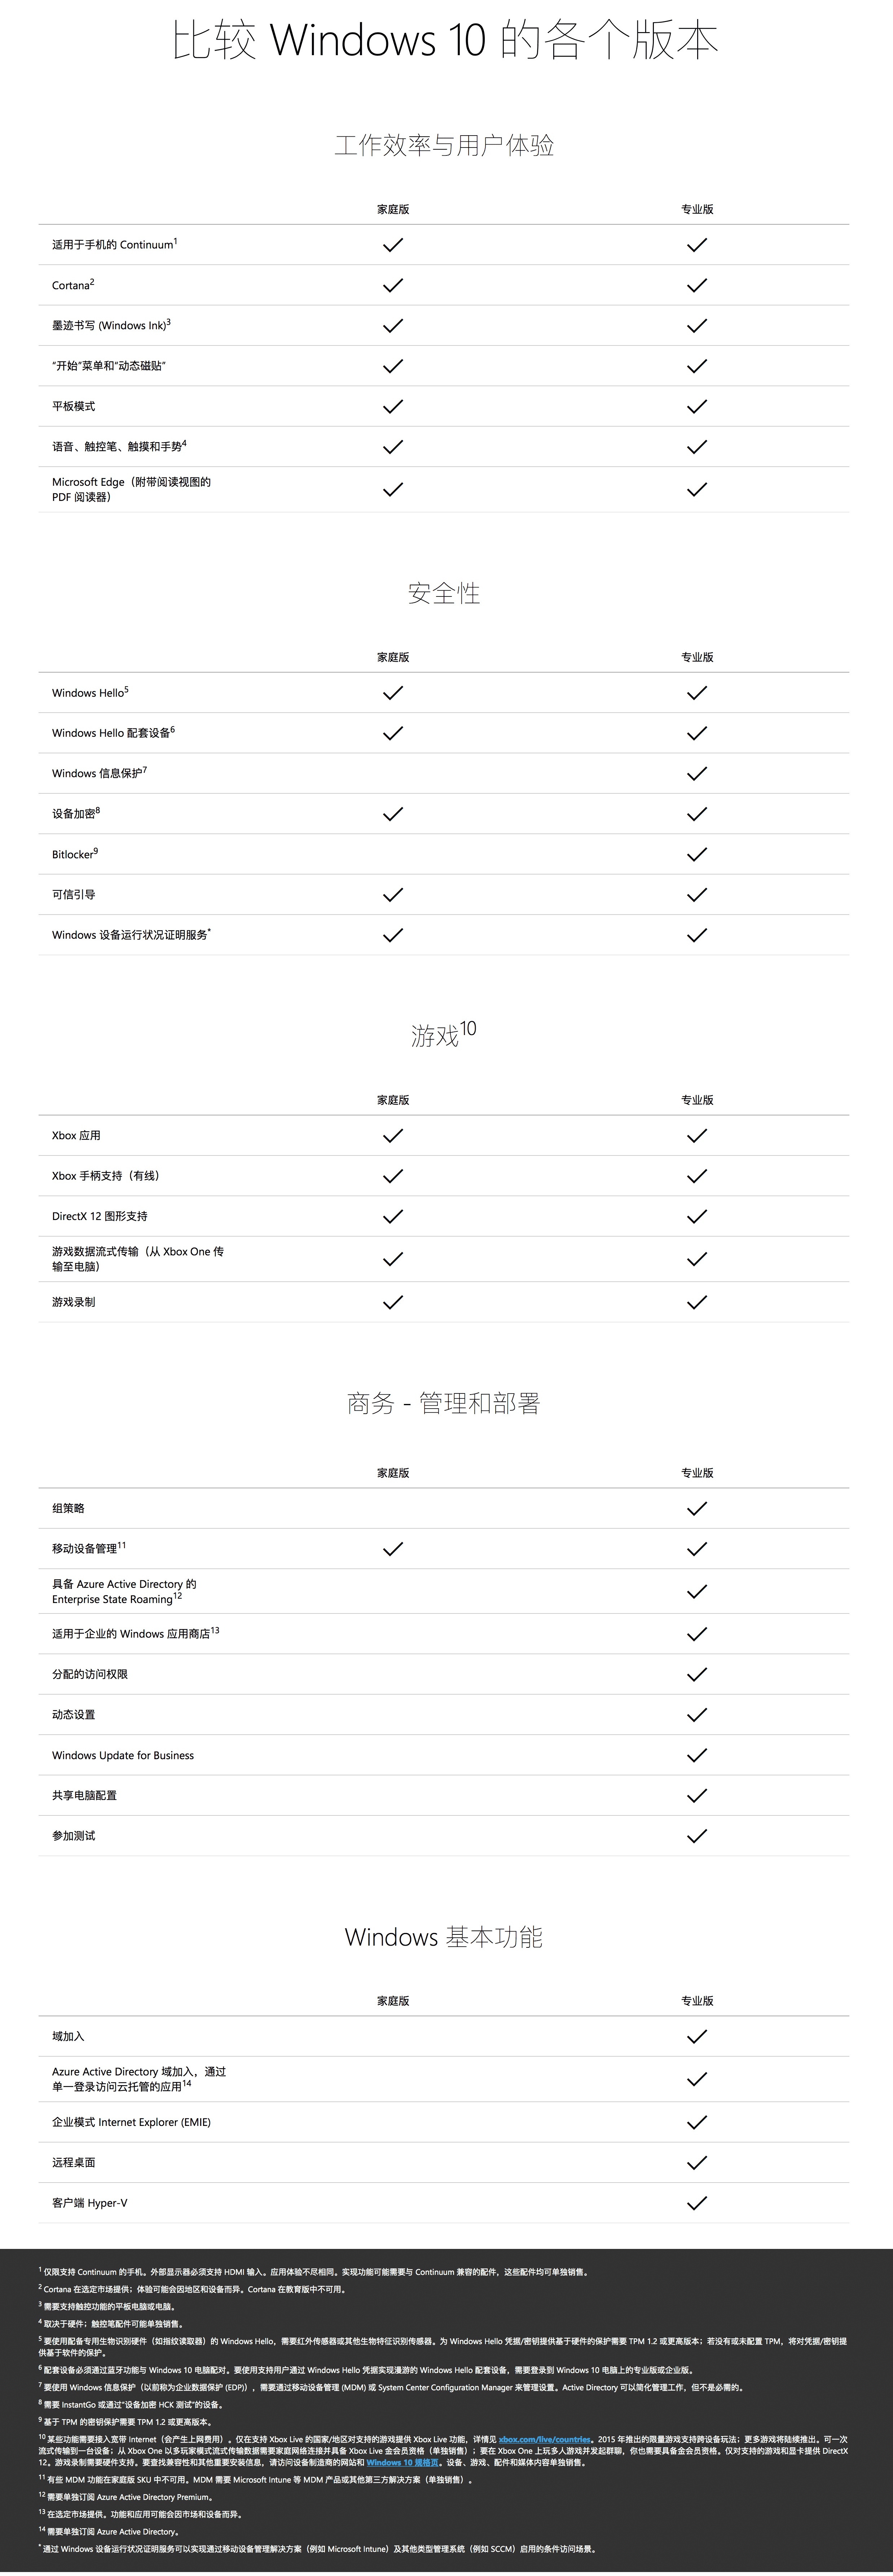 比较 Windows 10 的各个版本
工作效率与用户体验
家庭版 专业版
适用于手机的 Continuum1
Cortana2
墨迹书写 (Windows Ink)3
“开始”菜单和“动态磁贴”
平板模式
语音、触控笔、触摸和手势4
Microsoft Edge（附带阅读视图的
PDF 阅读器）
安全性
家庭版 专业版
Windows Hello5
Windows Hello 配套设备6
Windows 信息保护7
设备加密8
Bitlocker9
可信引导
Windows 设备运行状况证明服务*
游戏10
家庭版 专业版
Xbox 应用
Xbox 手柄支持（有线）
DirectX 12 图形支持
游戏数据流式传输（从 Xbox One 传
输至电脑）
游戏录制
商务 - 管理和部署
家庭版 专业版
组策略
移动设备管理11
具备 Azure Active Directory 的
Enterprise State Roaming12
适用于企业的 Windows 应用商店13
分配的访问权限
动态设置
Windows Update for Business
共享电脑配置
参加测试
Windows 基本功能
家庭版 专业版
域加入
Azure Active Directory 域加入，通过
单一登录访问云托管的应用14
企业模式 Internet Explorer (EMIE)
远程桌面
客户端 Hyper-V
1 仅限支持 Continuum 的手机。外部显示器必须支持 HDMI 输入。应用体验不尽相同。实现功能可能需要与 Continuum 兼容的配件，这些配件均可单独销售。
2 Cortana 在选定市场提供；体验可能会因地区和设备而异。Cortana 在教育版中不可用。
3 需要支持触控功能的平板电脑或电脑。
4 取决于硬件；触控笔配件可能单独销售。
5 要使用配备专用生物识别硬件（如指纹读取器）的 Windows Hello，需要红外传感器或其他生物特征识别传感器。为 Windows Hello 凭据/密钥提供基于硬件的保护需要 TPM 1.2 或更高版本；若没有或未配置 TPM，将对凭据/密钥提
供基于软件的保护。
6 配套设备必须通过蓝牙功能与 Windows 10 电脑配对。要使用支持用户通过 Windows Hello 凭据实现漫游的 Windows Hello 配套设备，需要登录到 Windows 10 电脑上的专业版或企业版。
7 要使用 Windows 信息保护（以前称为企业数据保护 (EDP)），需要通过移动设备管理 (MDM) 或 System Center Configuration Manager 来管理设置。Active Directory 可以简化管理工作，但不是必需的。
8 需要 InstantGo 或通过“设备加密 HCK 测试”的设备。
9 基于 TPM 的密钥保护需要 TPM 1.2 或更高版本。
10 某些功能需要接入宽带 Internet（会产生上网费用）。仅在支持 Xbox Live 的国家/地区对支持的游戏提供 Xbox Live 功能，详情见 xbox.com/live/countries。2015 年推出的限量游戏支持跨设备玩法；更多游戏将陆续推出。可一次
流式传输到一台设备；从 Xbox One 以多玩家模式流式传输数据需要家庭网络连接并具备 Xbox Live 金会员资格（单独销售）；要在 Xbox One 上玩多人游戏并发起群聊，你也需要具备金会员资格。仅对支持的游戏和显卡提供 DirectX
12。游戏录制需要硬件支持。要查找兼容性和其他重要安装信息，请访问设备制造商的网站和 Windows 10 规格页。设备、游戏、配件和媒体内容单独销售。
11 有些 MDM 功能在家庭版 SKU 中不可用。MDM 需要 Microsoft Intune 等 MDM 产品或其他第三方解决方案（单独销售）。
12 需要单独订阅 Azure Active Directory Premium。
13 在选定市场提供。功能和应用可能会因市场和设备而异。
14 需要单独订阅 Azure Active Directory。
* 通过 Windows 设备运行状况证明服务可以实现通过移动设备管理解决方案（例如 Microsoft Intune）及其他类型管理系统（例如 SCCM）启用的条件访问场景。